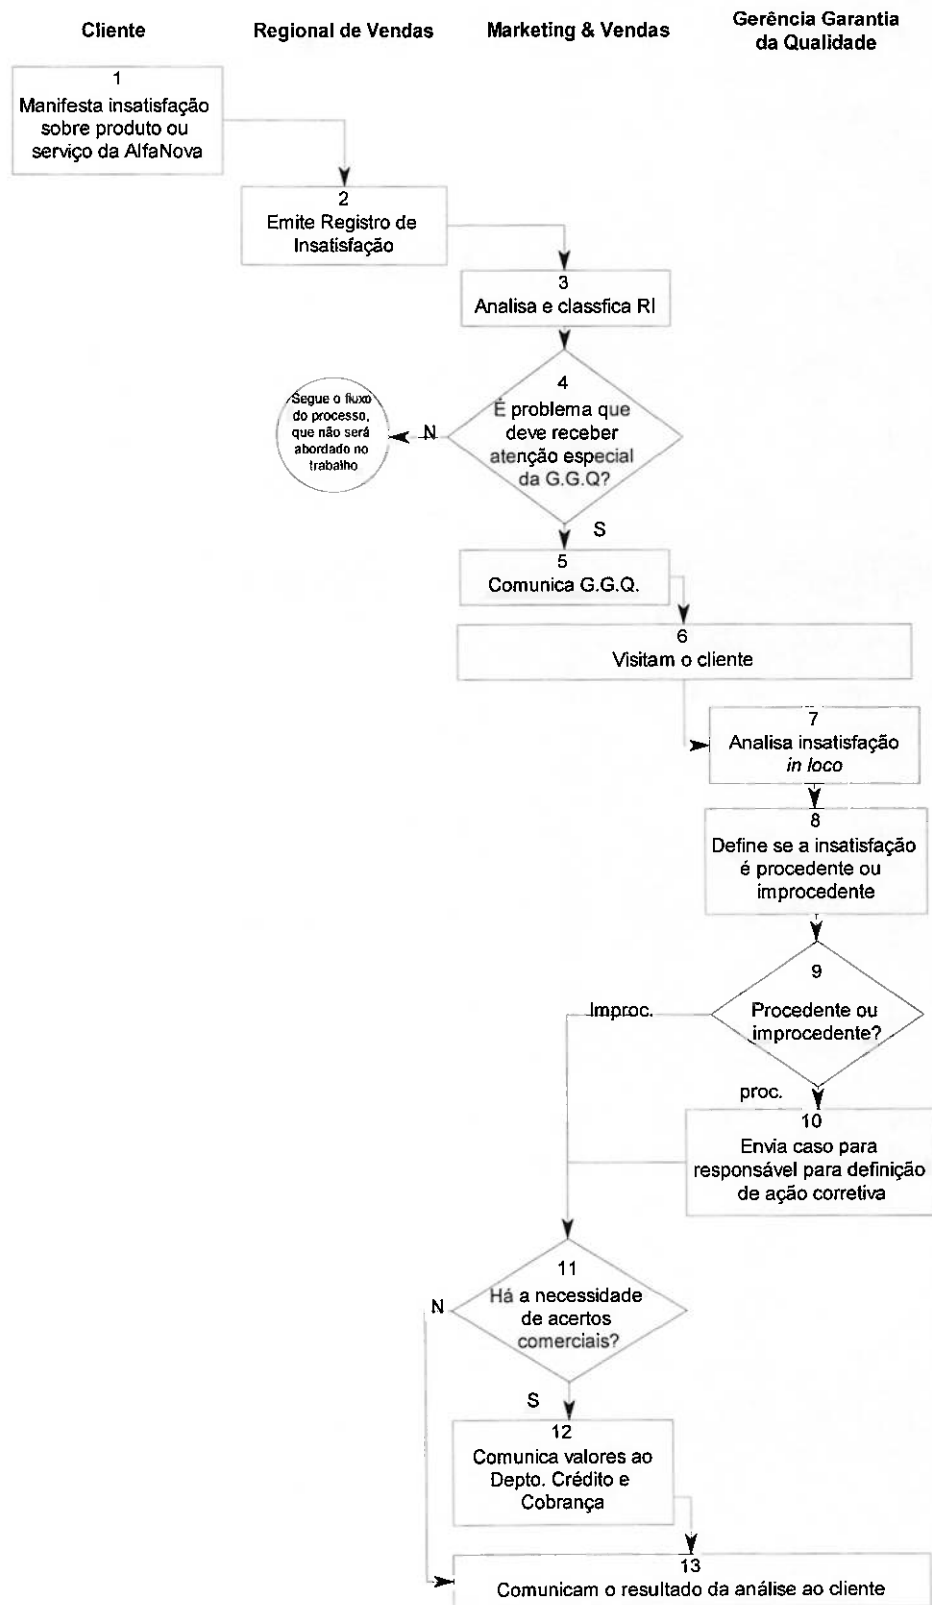 Cliente
Regional de Vendas
Marketing & Vendas
Gerência Garantia
da Qualidade
1
Manifesta insatisfação
sobre produto ou
serviço da AlfaNova
2
Emite Registro de
Insatisfação
3
Analisa e classfica RI
4
É problema que
deve receber
atenção especial
da G.G.Q?
N
Segue o fluxo
do processo,
que não será
abordado no
trabalho
S
5
Comunica G.G.Q.
6
Visitam o cliente
7
Analisa insatisfação
in loco
8
Define se a insatisfação
é procedente ou
improcedente
9
Procedente ou
improcedente?
Improc.
proc.
10
Envia caso para
responsável para definição
de ação corretiva
11
Há a necessidade
de acertos
comerciais?
N
S
12
Comunica valores ao
Depto. Crédito e
Cobrança
13
Comunicam o resultado da análise ao cliente